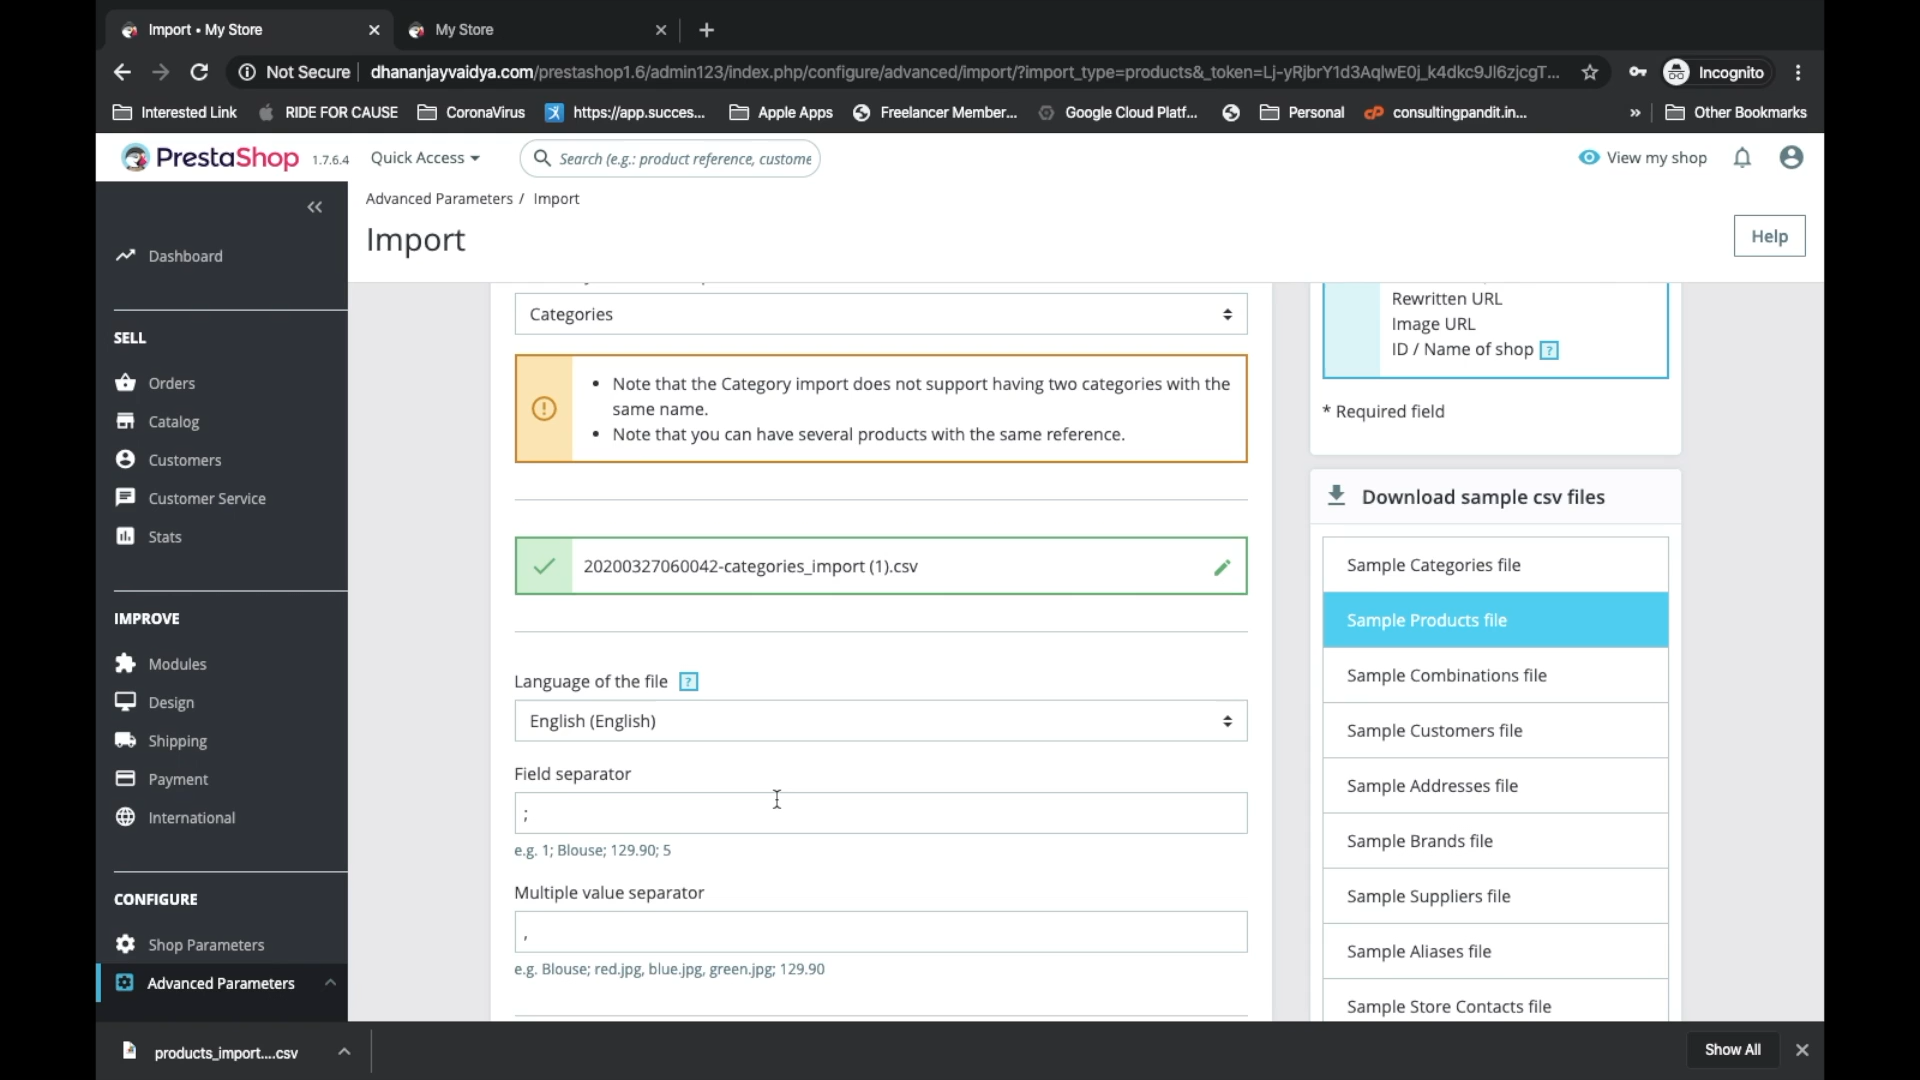 Import • My Store
My Store
Not Secure
dhananjayvaidya.com/prestashop1.6/admin123/index.php/configure/advanced/import/?import_type=products&_token=Lj-yRjbrY1d3AqlwE0j_k4dkc9Jl6zjcgT...
Incognito
Interested Link
RIDE FOR CAUSE
CoronaVirus
https://app.succes...
Apple Apps
Freelancer Member...
Google Cloud Platf...
Personal
consultingpandit.in...
»
Other Bookmarks
PrestaShop
1.7.6.4
Quick Access
Search (e.g.: product reference, custome
View my shop
Advanced Parameters / Import
Import
Help
Dashboard
SELL
Orders
Catalog
Customers
Customer Service
Stats
IMPROVE
Modules
Design
Shipping
Payment
International
CONFIGURE
Shop Parameters
Advanced Parameters
Categories
• Note that the Category import does not support having two categories with the
same name.
• Note that you can have several products with the same reference.
20200327060042-categories_import (1).csv
Language of the file ?
English (English)
Field separator
;
e.g. 1; Blouse; 129.90; 5
Multiple value separator
,
e.g. Blouse; red.jpg, blue.jpg, green.jpg; 129.90
Rewritten URL
Image URL
ID / Name of shop ?
* Required field
Download sample csv files
Sample Categories file
Sample Products file
Sample Combinations file
Sample Customers file
Sample Addresses file
Sample Brands file
Sample Suppliers file
Sample Aliases file
Sample Store Contacts file
products_import....csv
Show All